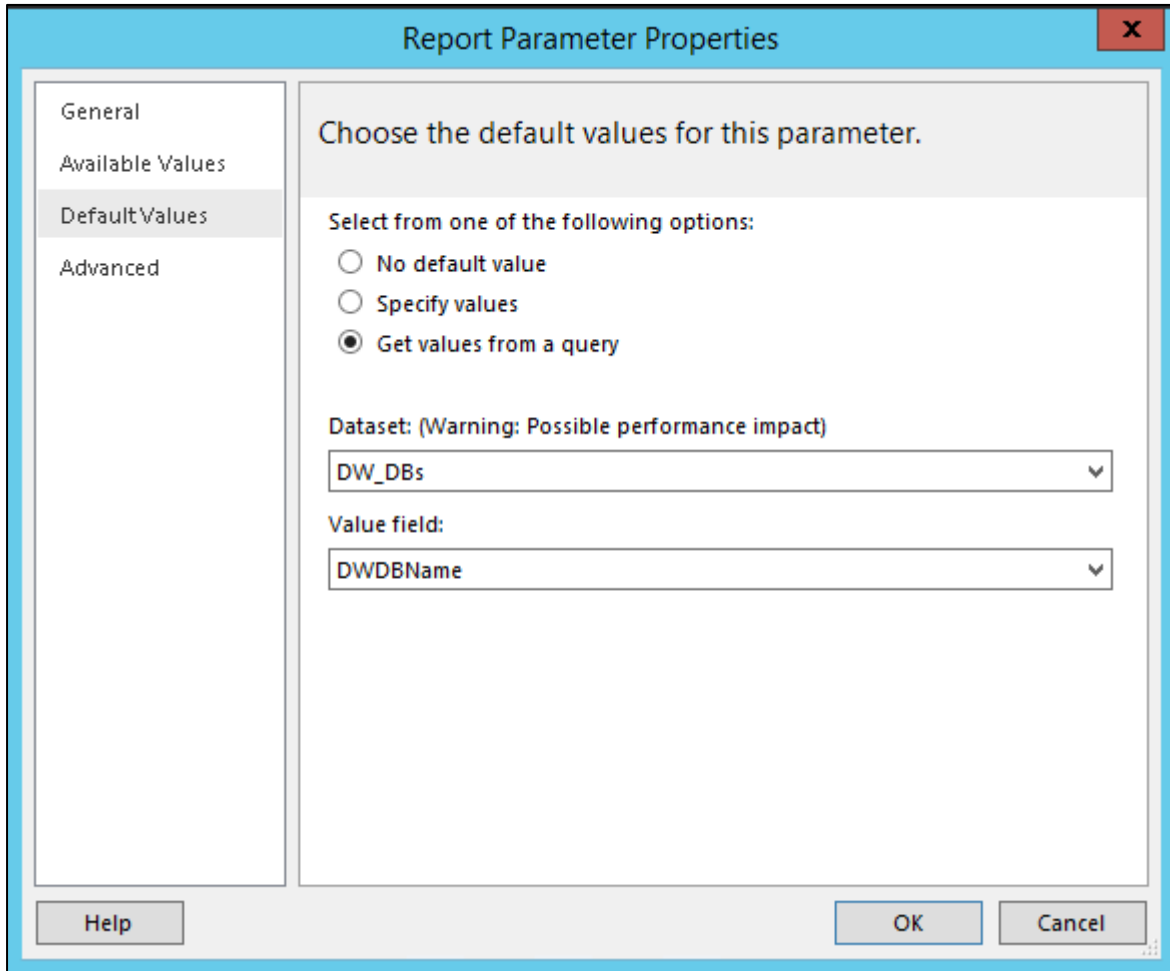 Report Parameter Properties
x
General
Available Values
Default Values
Advanced
Choose the default values for this parameter.
Select from one of the following options:
No default value
Specify values
Get values from a query
Dataset: (Warning: Possible performance impact)
DW_DBs
Value field:
DWDBName
Help
OK
Cancel